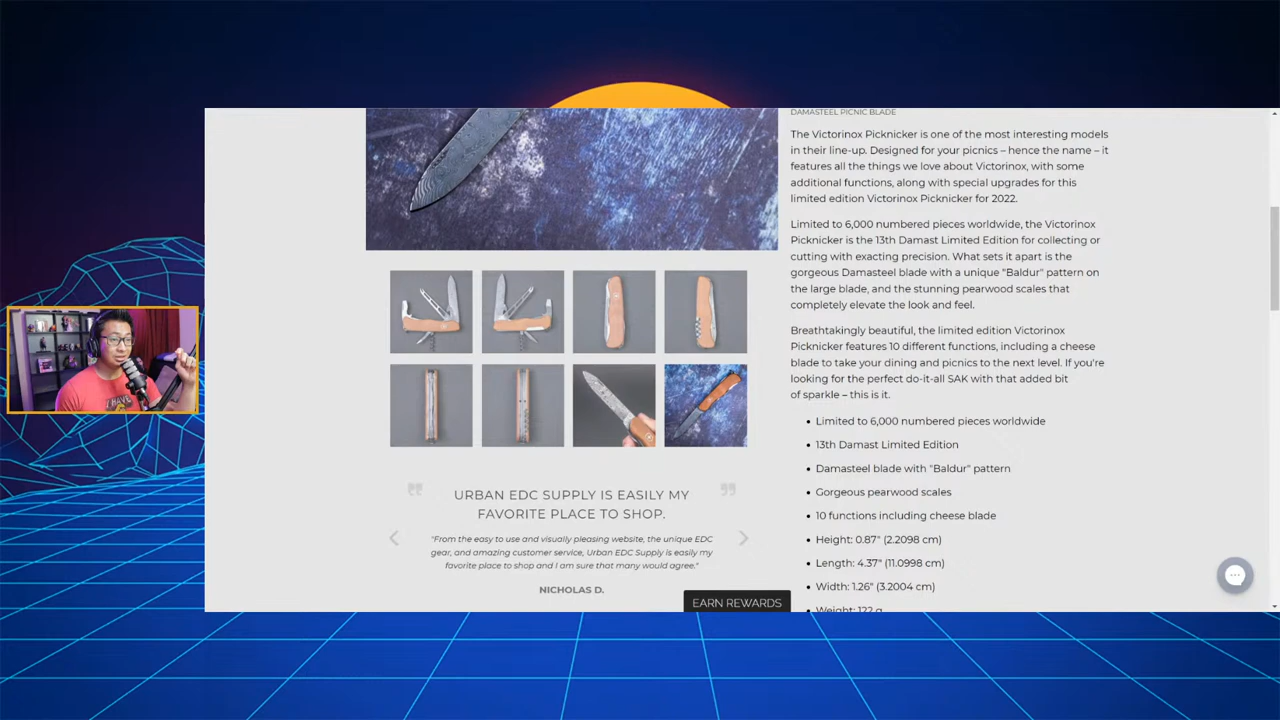 DAMASTEEL PICNIC BLADE
The Victorinox Picknicker is one of the most interesting models
in their line-up. Designed for your picnics – hence the name – it
features all the things we love about Victorinox, with some
additional functions, along with special upgrades for this
limited edition Victorinox Picknicker for 2022.
Limited to 6,000 numbered pieces worldwide, the Victorinox
Picknicker is the 13th Damast Limited Edition for collecting or
cutting with exacting precision. What sets it apart is the
gorgeous Damasteel blade with a unique "Baldur" pattern on
the large blade, and the stunning pearwood scales that
completely elevate the look and feel.
Breathtakingly beautiful, the limited edition Victorinox
Picknicker features 10 different functions, including a cheese
blade to take your dining and picnics to the next level. If you're
looking for the perfect do-it-all SAK with that added bit
of sparkle – this is it.
• Limited to 6,000 numbered pieces worldwide
• 13th Damast Limited Edition
• Damasteel blade with "Baldur" pattern
• Gorgeous pearwood scales
• 10 functions including cheese blade
• Height: 0.87" (2.2098 cm)
• Length: 4.37" (11.0998 cm)
• Width: 1.26" (3.2004 cm)
Weight: 122 g
URBAN EDC SUPPLY IS EASILY MY
FAVORITE PLACE TO SHOP.
"From the easy to use and visually pleasing website, the unique EDC
gear, and amazing customer service, Urban EDC Supply is easily my
favorite place to shop and I am sure that many would agree."
NICHOLAS D.
EARN REWARDS